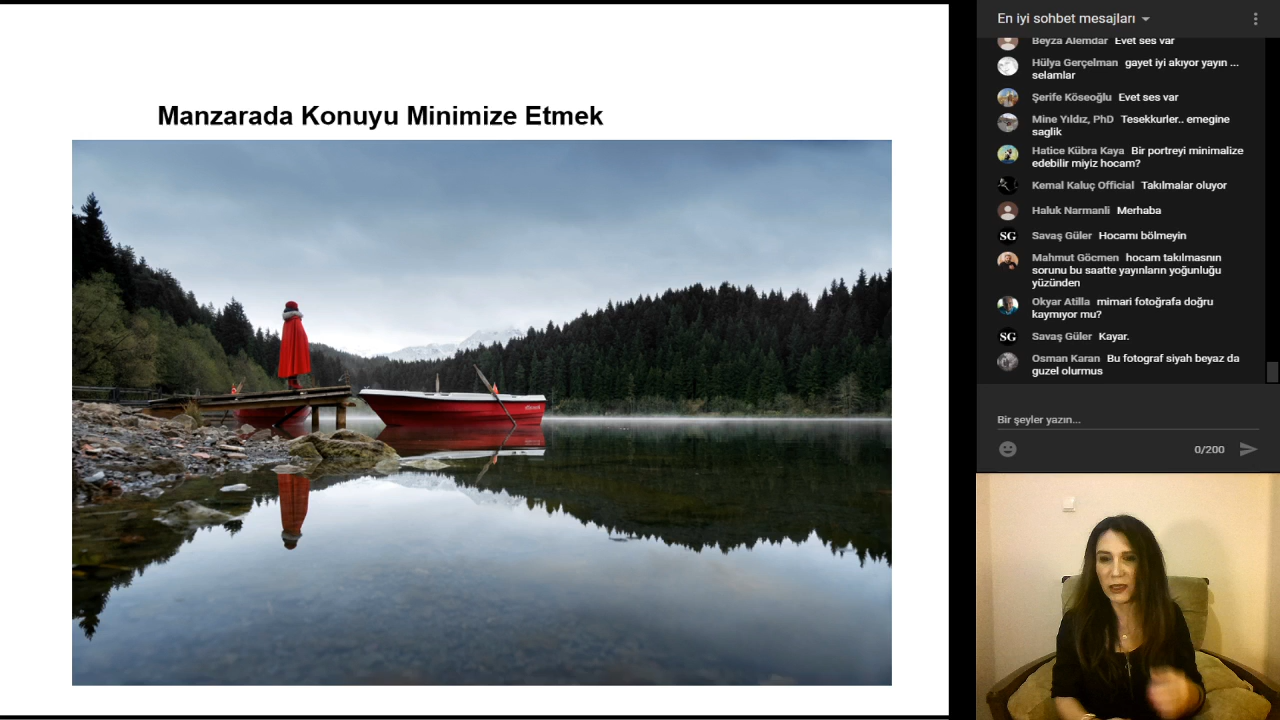 Manzarada Konuyu Minimize Etmek
En iyi sohbet mesajları
Beyza Alemdar Evet ses var
Hülya Gerçelman gayet iyi akıyor yayın ...
selamlar
Şerife Köseoğlu Evet ses var
Mine Yıldız, PhD Tesekkurler.. emegine
saglik
Hatice Kübra Kaya Bir portreyi minimalize
edebilir miyiz hocam?
Kemal Kaluç Official Takılmalar oluyor
Haluk Narmanli Merhaba
SG Savaş Güler Hocamı bölmeyin
Mahmut Göcmen hocam takılmasnın
sorunu bu saatte yayınların yoğunluğu
yüzünden
Okyar Atilla mimari fotoğrafa doğru
kaymıyor mu?
SG Savaş Güler Kayar.
Osman Karan Bu fotograf siyah beyaz da
guzel olurmus
Bir şeyler yazın...
0/200